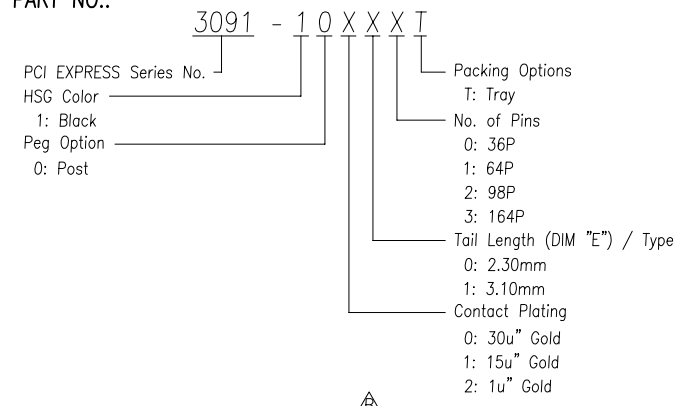 PART NO.:
3091 - 1 0 X X X T
PCI EXPRESS Series No.
HSG Color
1: Black
Peg Option
0: Post
Packing Options
T: Tray
No. of Pins
0: 36P
1: 64P
2: 98P
3: 164P
Tail Length (DIM "E") / Type
0: 2.30mm
1: 3.10mm
Contact Plating
0: 30u" Gold
1: 15u" Gold
2: 1u" Gold